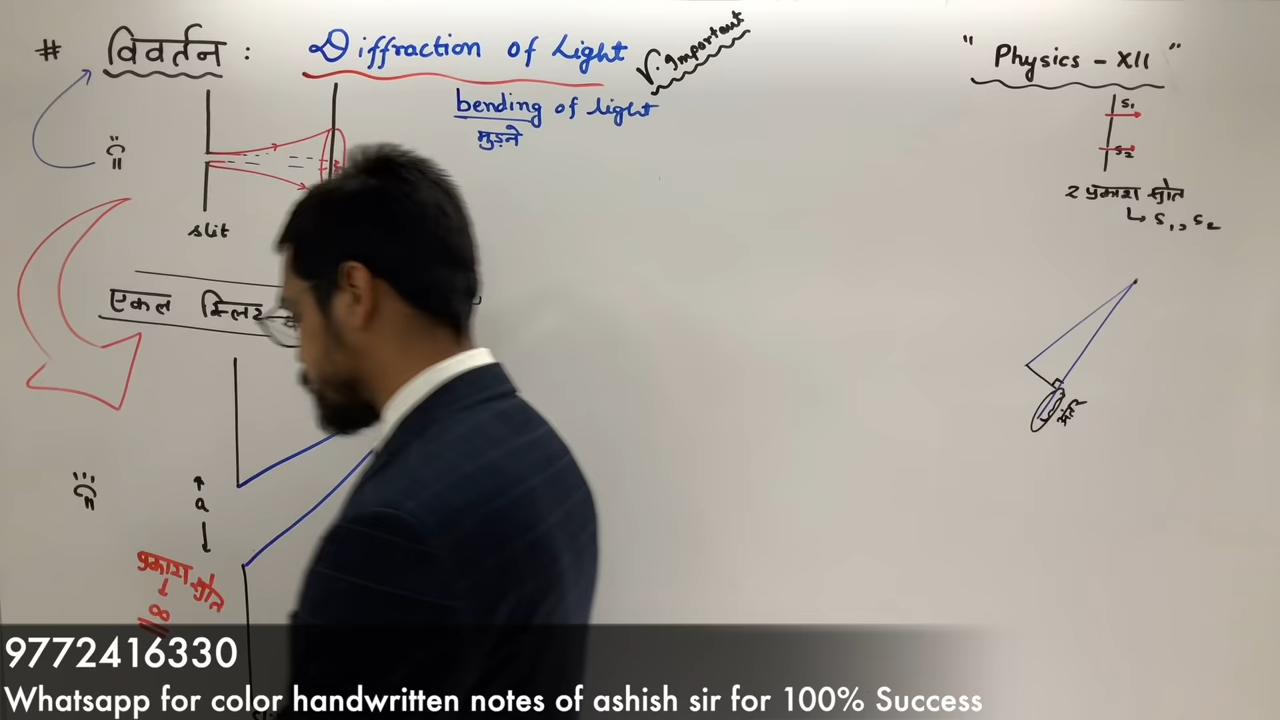 # विवर्तन : Diffraction of Light V. Important
bending of light
मुड़ने
slit
एकल स्लिट
a
प्रकाश स्रोत
↓
∞
" Physics - XII "
S₁
S₂
2 प्रकाश स्रोत
↳ S₁, S₂
9772416330
Whatsapp for color handwritten notes of ashish sir for 100% Success